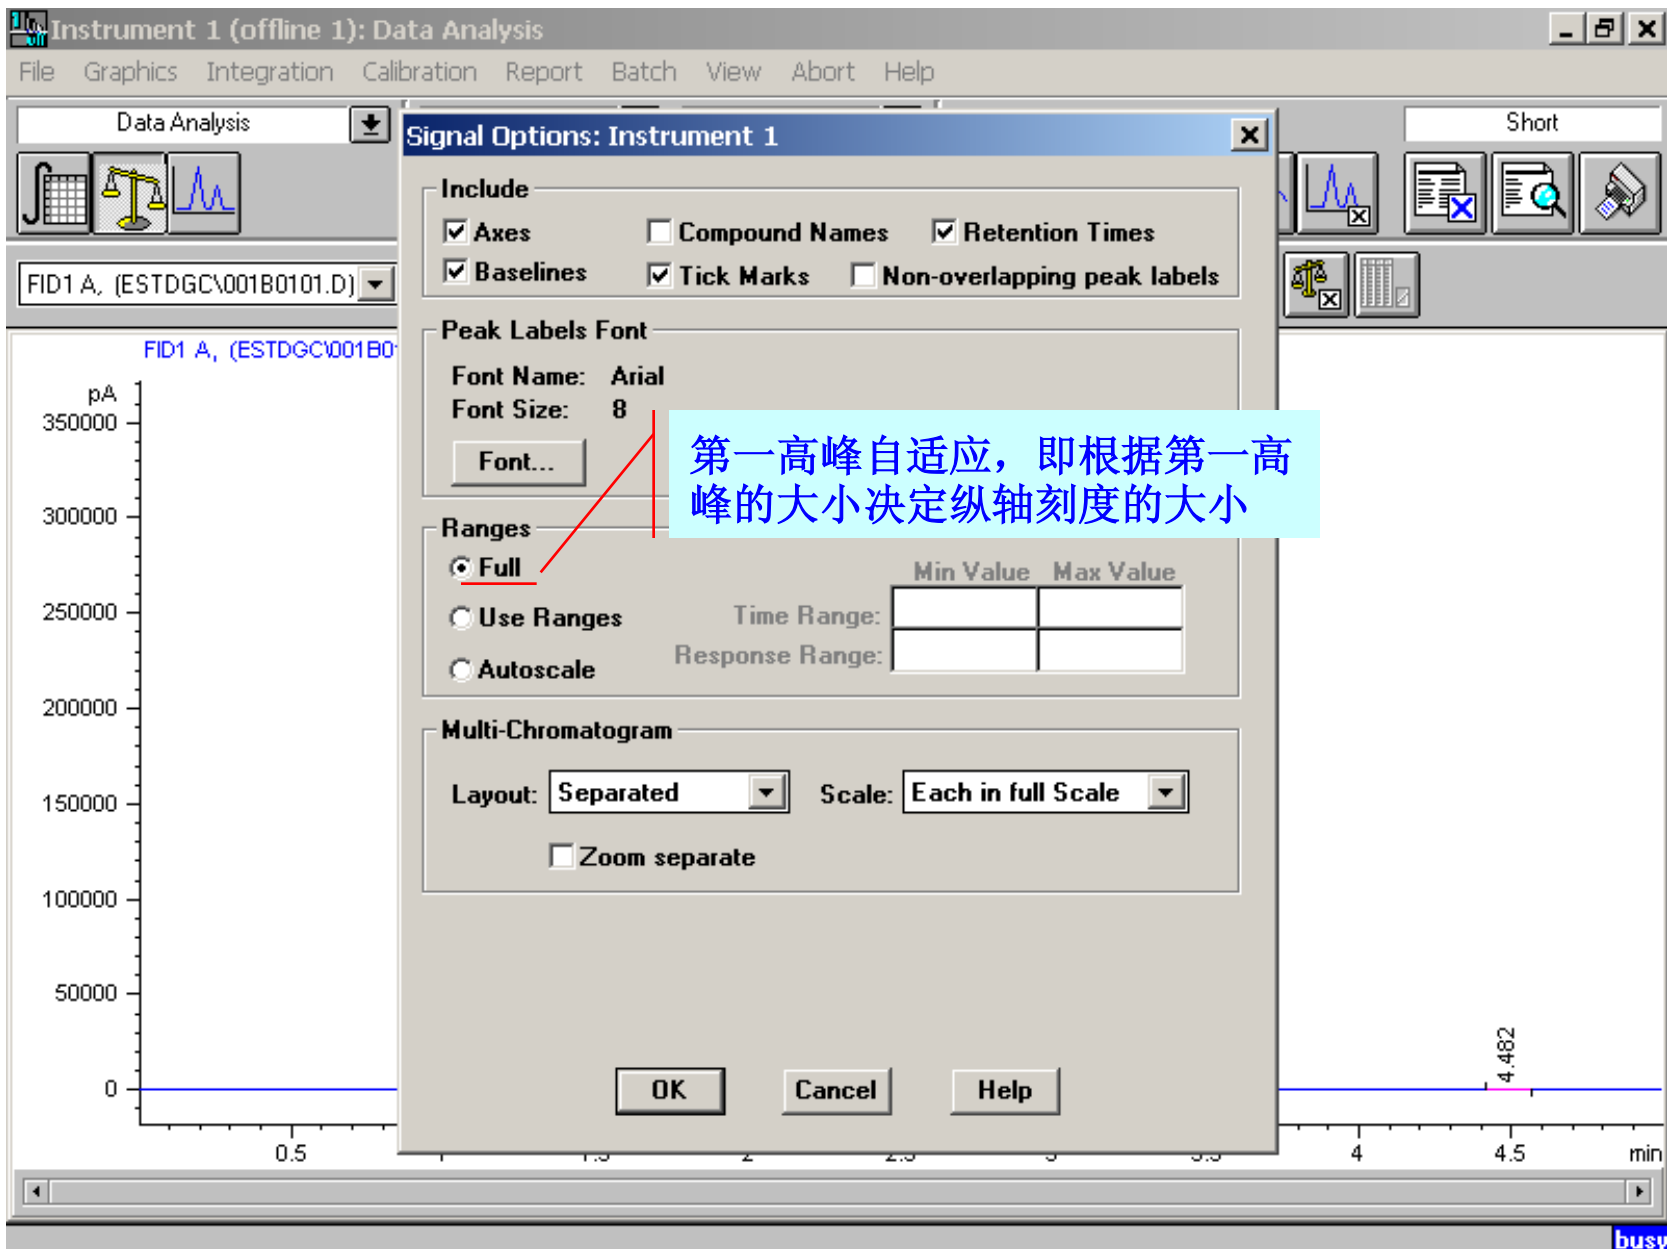 Instrument 1 (offline 1): Data Analysis
File Graphics Integration Calibration Report Batch View Abort Help
Data Analysis
Short
FID1 A, (ESTDGC\001B0101.D)
FID1 A, (ESTDGC\001B0
pA
350000
300000
250000
200000
150000
100000
50000
0
0.5
4
4.5
min
4.482
Signal Options: Instrument 1
Include
Axes Compound Names Retention Times
Baselines Tick Marks Non-overlapping peak labels
Peak Labels Font
Font Name: Arial
Font Size: 8
Font...
第一高峰自适应，即根据第一高
峰的大小决定纵轴刻度的大小
Ranges
Full
Min Value Max Value
Use Ranges
Time Range:
Response Range:
Autoscale
Multi-Chromatogram
Layout: Separated Scale: Each in full Scale
Zoom separate
OK Cancel Help
busy